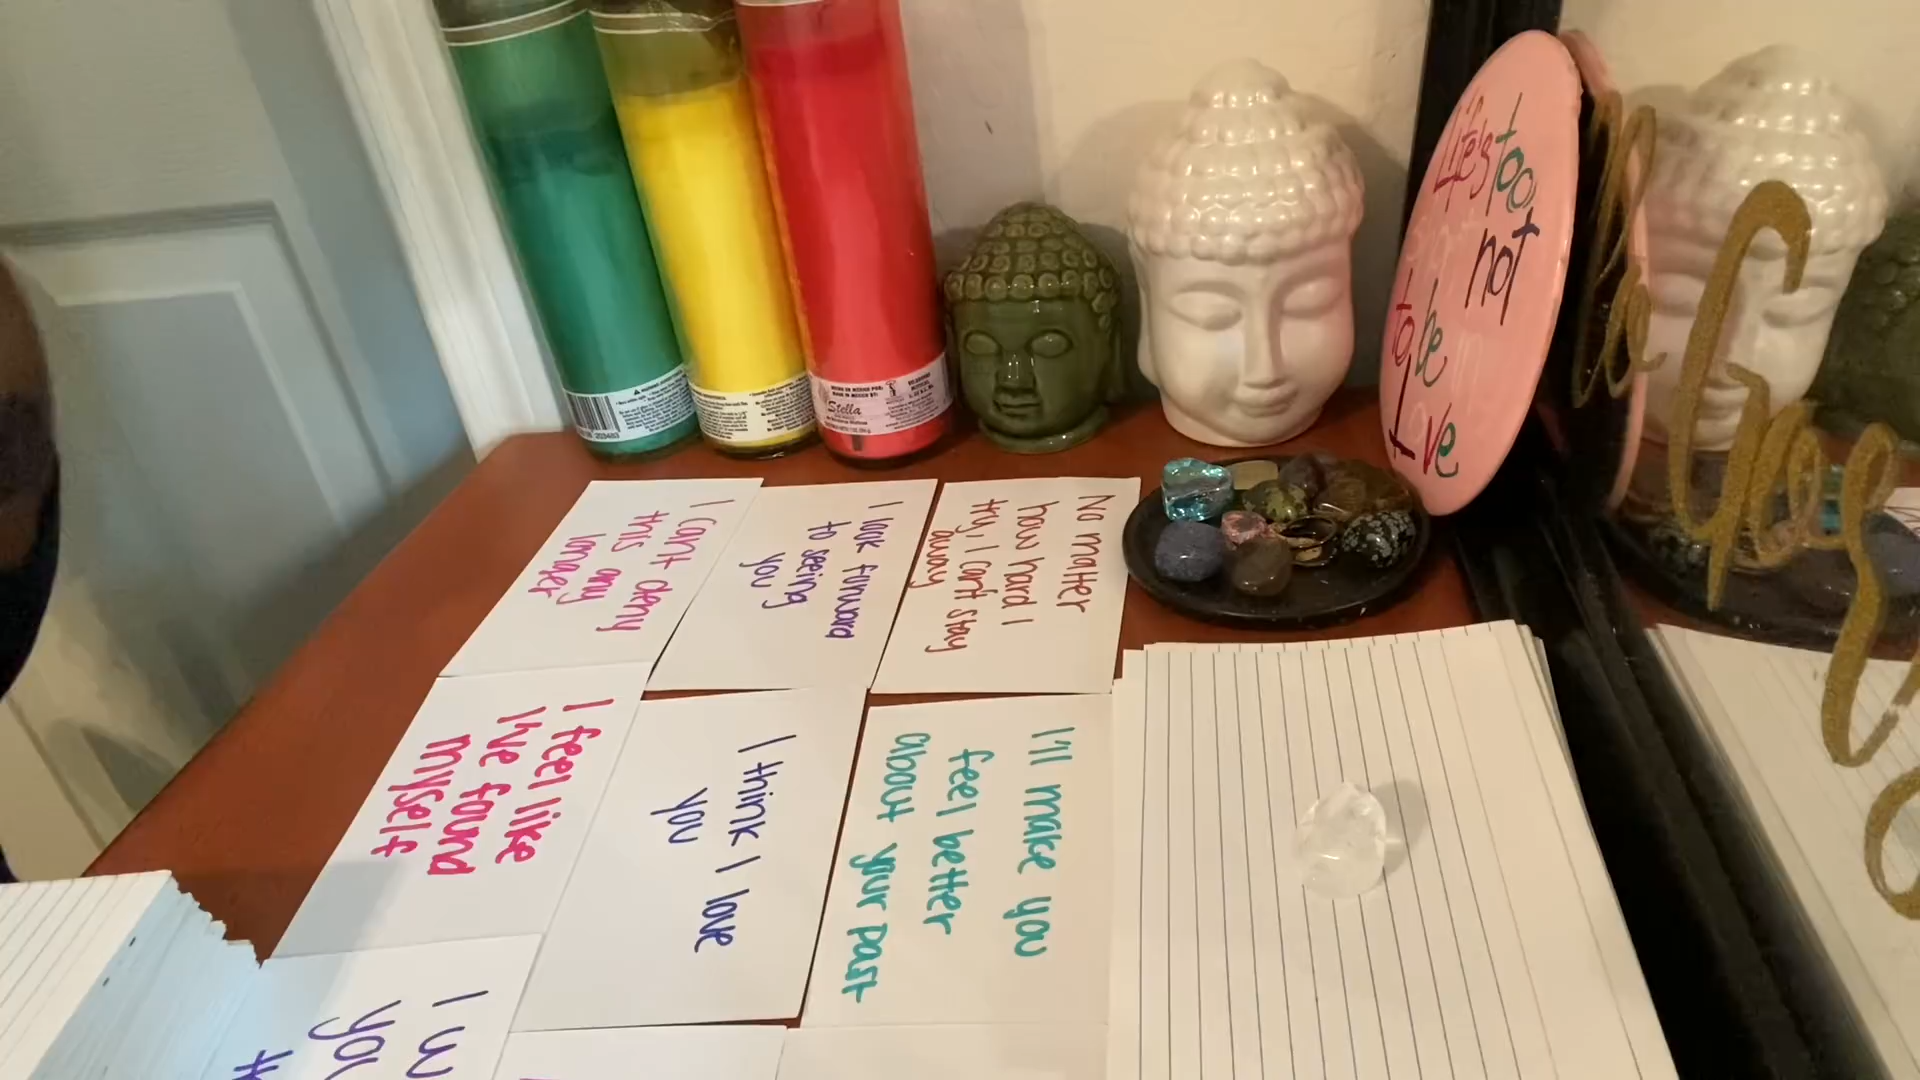 Life's too
not
to be
Love
Stella
I can't deny
this any
longer
I look forward
to seeing
you
No matter
how hard I
try, I can't stay
away
I feel like
I've found
myself
I think I love
you
I'll make you
feel better
about your past
I w